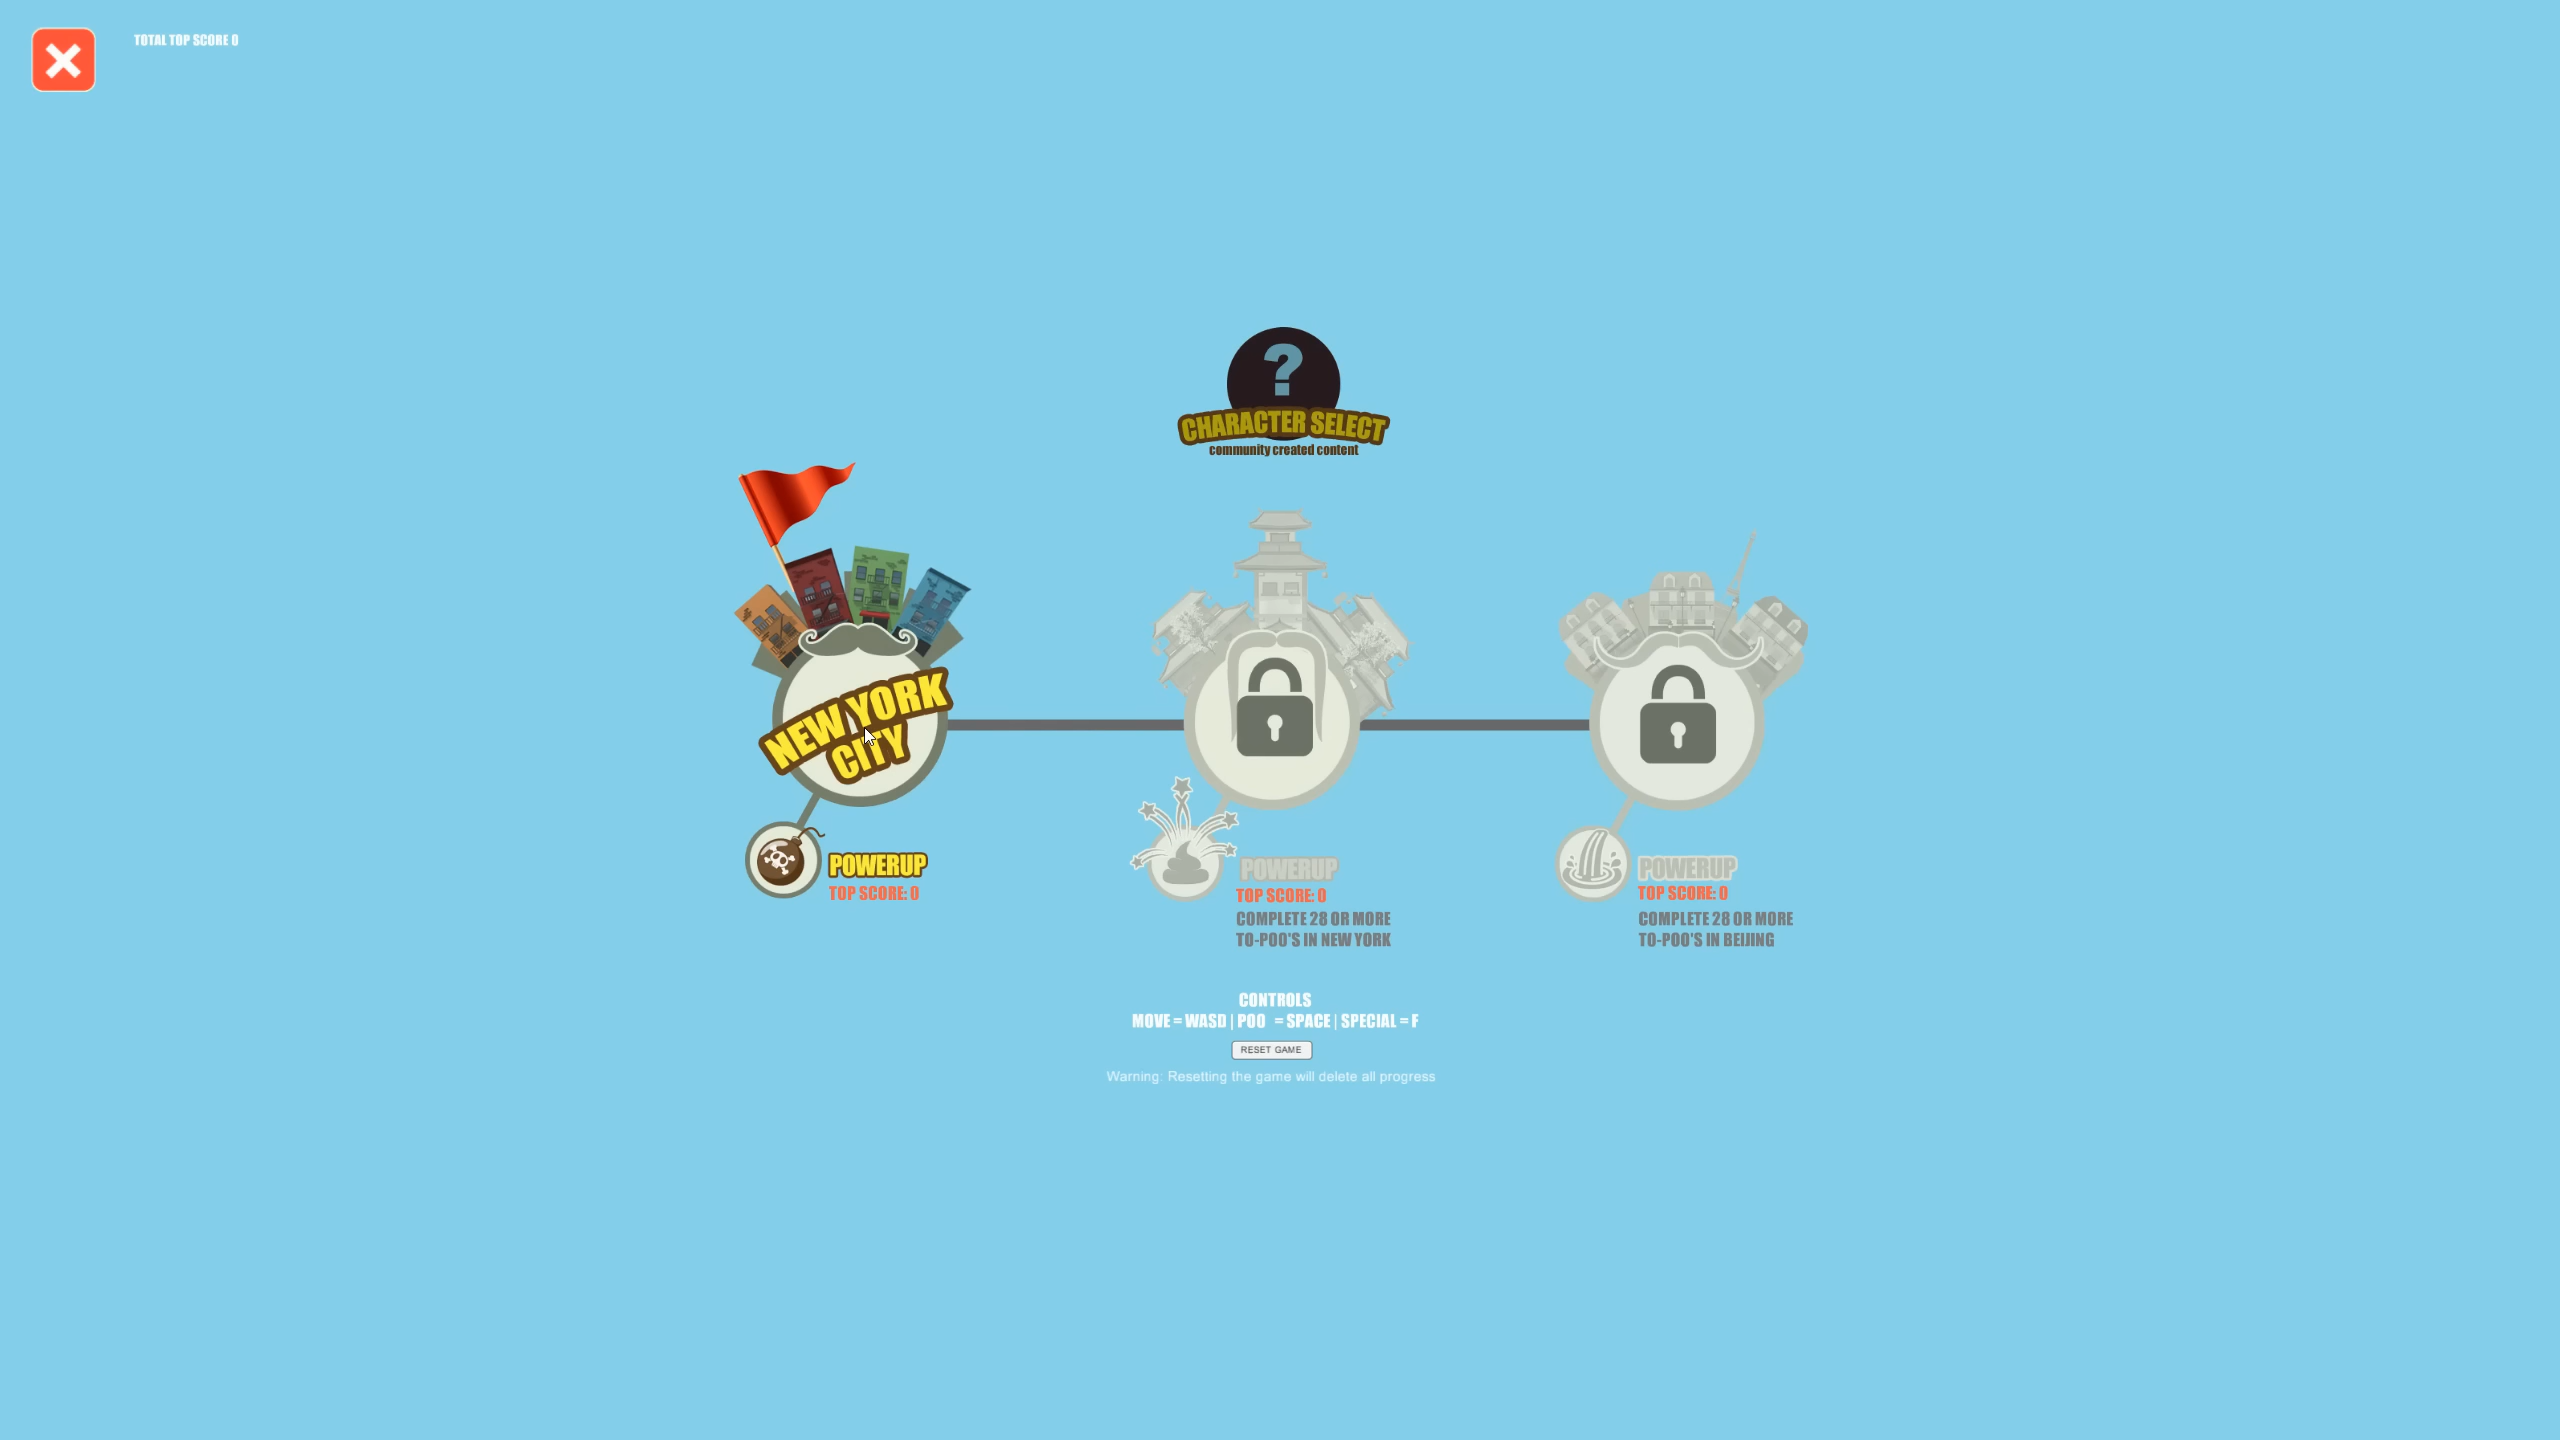 TOTAL TOP SCORE 0
?
CHARACTER SELECT
community created content
NEW YORK
CITY
POWERUP
TOP SCORE: 0
POWERUP
TOP SCORE: 0
COMPLETE 28 OR MORE
TO-POO'S IN NEW YORK
POWERUP
TOP SCORE: 0
COMPLETE 28 OR MORE
TO-POO'S IN BEIJING
CONTROLS
MOVE = WASD | POO = SPACE | SPECIAL = F
RESET GAME
Warning: Resetting the game will delete all progress